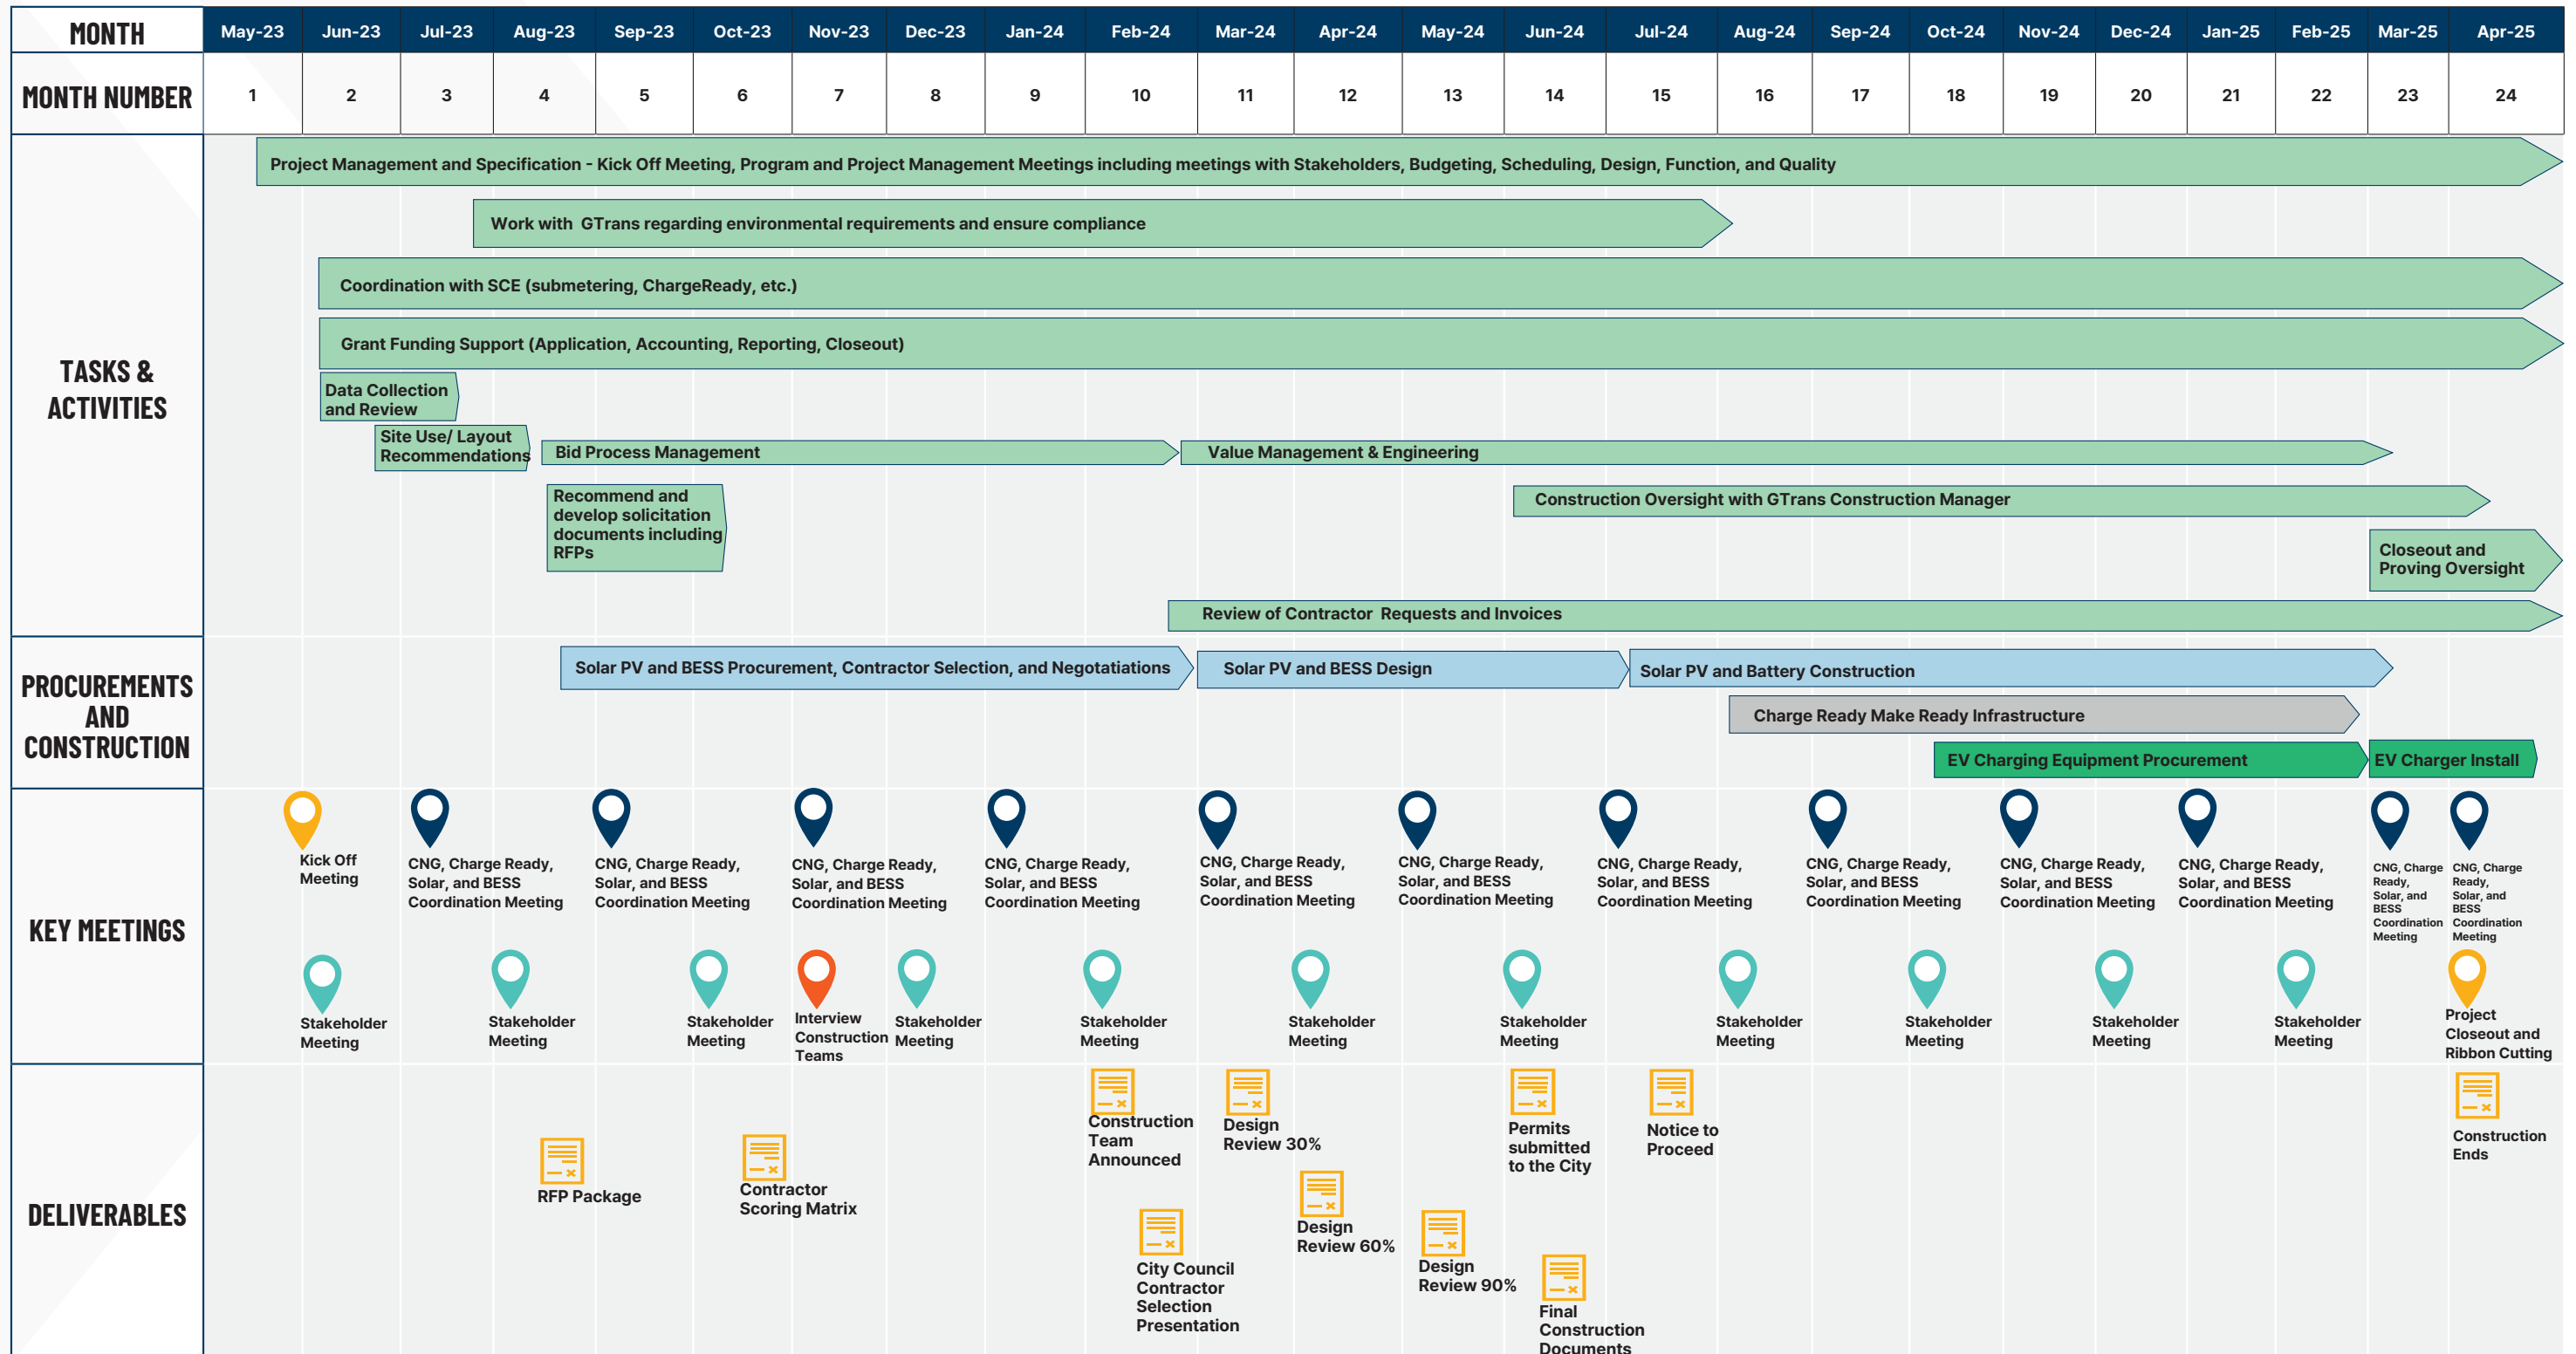 MONTH
May-23 Jun-23 Jul-23 Aug-23 Sep-23 Oct-23 Nov-23 Dec-23 Jan-24 Feb-24 Mar-24 Apr-24 May-24 Jun-24 Jul-24 Aug-24 Sep-24 Oct-24 Nov-24 Dec-24 Jan-25 Feb-25 Mar-25 Apr-25
MONTH NUMBER
1 2 3 4 5 6 7 8 9 10 11 12 13 14 15 16 17 18 19 20 21 22 23 24
TASKS &
ACTIVITIES
Project Management and Specification - Kick Off Meeting, Program and Project Management Meetings including meetings with Stakeholders, Budgeting, Scheduling, Design, Function, and Quality
Work with GTrans regarding environmental requirements and ensure compliance
Coordination with SCE (submetering, ChargeReady, etc.)
Grant Funding Support (Application, Accounting, Reporting, Closeout)
Data Collection
and Review
Site Use/ Layout
Recommendations
Bid Process Management
Value Management & Engineering
Recommend and
develop solicitation
documents including
RFPs
Construction Oversight with GTrans Construction Manager
Closeout and
Proving Oversight
Review of Contractor Requests and Invoices
PROCUREMENTS
AND
CONSTRUCTION
Solar PV and BESS Procurement, Contractor Selection, and Negotatiations
Solar PV and BESS Design
Solar PV and Battery Construction
Charge Ready Make Ready Infrastructure
EV Charging Equipment Procurement
EV Charger Install
KEY MEETINGS
Kick Off
Meeting
CNG, Charge Ready,
Solar, and BESS
Coordination Meeting
CNG, Charge Ready,
Solar, and BESS
Coordination Meeting
CNG, Charge Ready,
Solar, and BESS
Coordination Meeting
CNG, Charge Ready,
Solar, and BESS
Coordination Meeting
CNG, Charge Ready,
Solar, and BESS
Coordination Meeting
CNG, Charge Ready,
Solar, and BESS
Coordination Meeting
CNG, Charge Ready,
Solar, and BESS
Coordination Meeting
CNG, Charge Ready,
Solar, and BESS
Coordination Meeting
CNG, Charge Ready,
Solar, and BESS
Coordination Meeting
CNG, Charge Ready,
Solar, and BESS
Coordination Meeting
CNG, Charge
Ready,
Solar, and
BESS
Coordination
Meeting
CNG, Charge
Ready,
Solar, and
BESS
Coordination
Meeting
Stakeholder
Meeting
Stakeholder
Meeting
Stakeholder
Meeting
Interview
Construction
Teams
Stakeholder
Meeting
Stakeholder
Meeting
Stakeholder
Meeting
Stakeholder
Meeting
Stakeholder
Meeting
Stakeholder
Meeting
Stakeholder
Meeting
Stakeholder
Meeting
Project
Closeout and
Ribbon Cutting
DELIVERABLES
RFP Package
Contractor
Scoring Matrix
Construction
Team
Announced
City Council
Contractor
Selection
Presentation
Design
Review 30%
Design
Review 60%
Design
Review 90%
Permits
submitted
to the City
Final
Construction
Documents
Notice to
Proceed
Construction
Ends